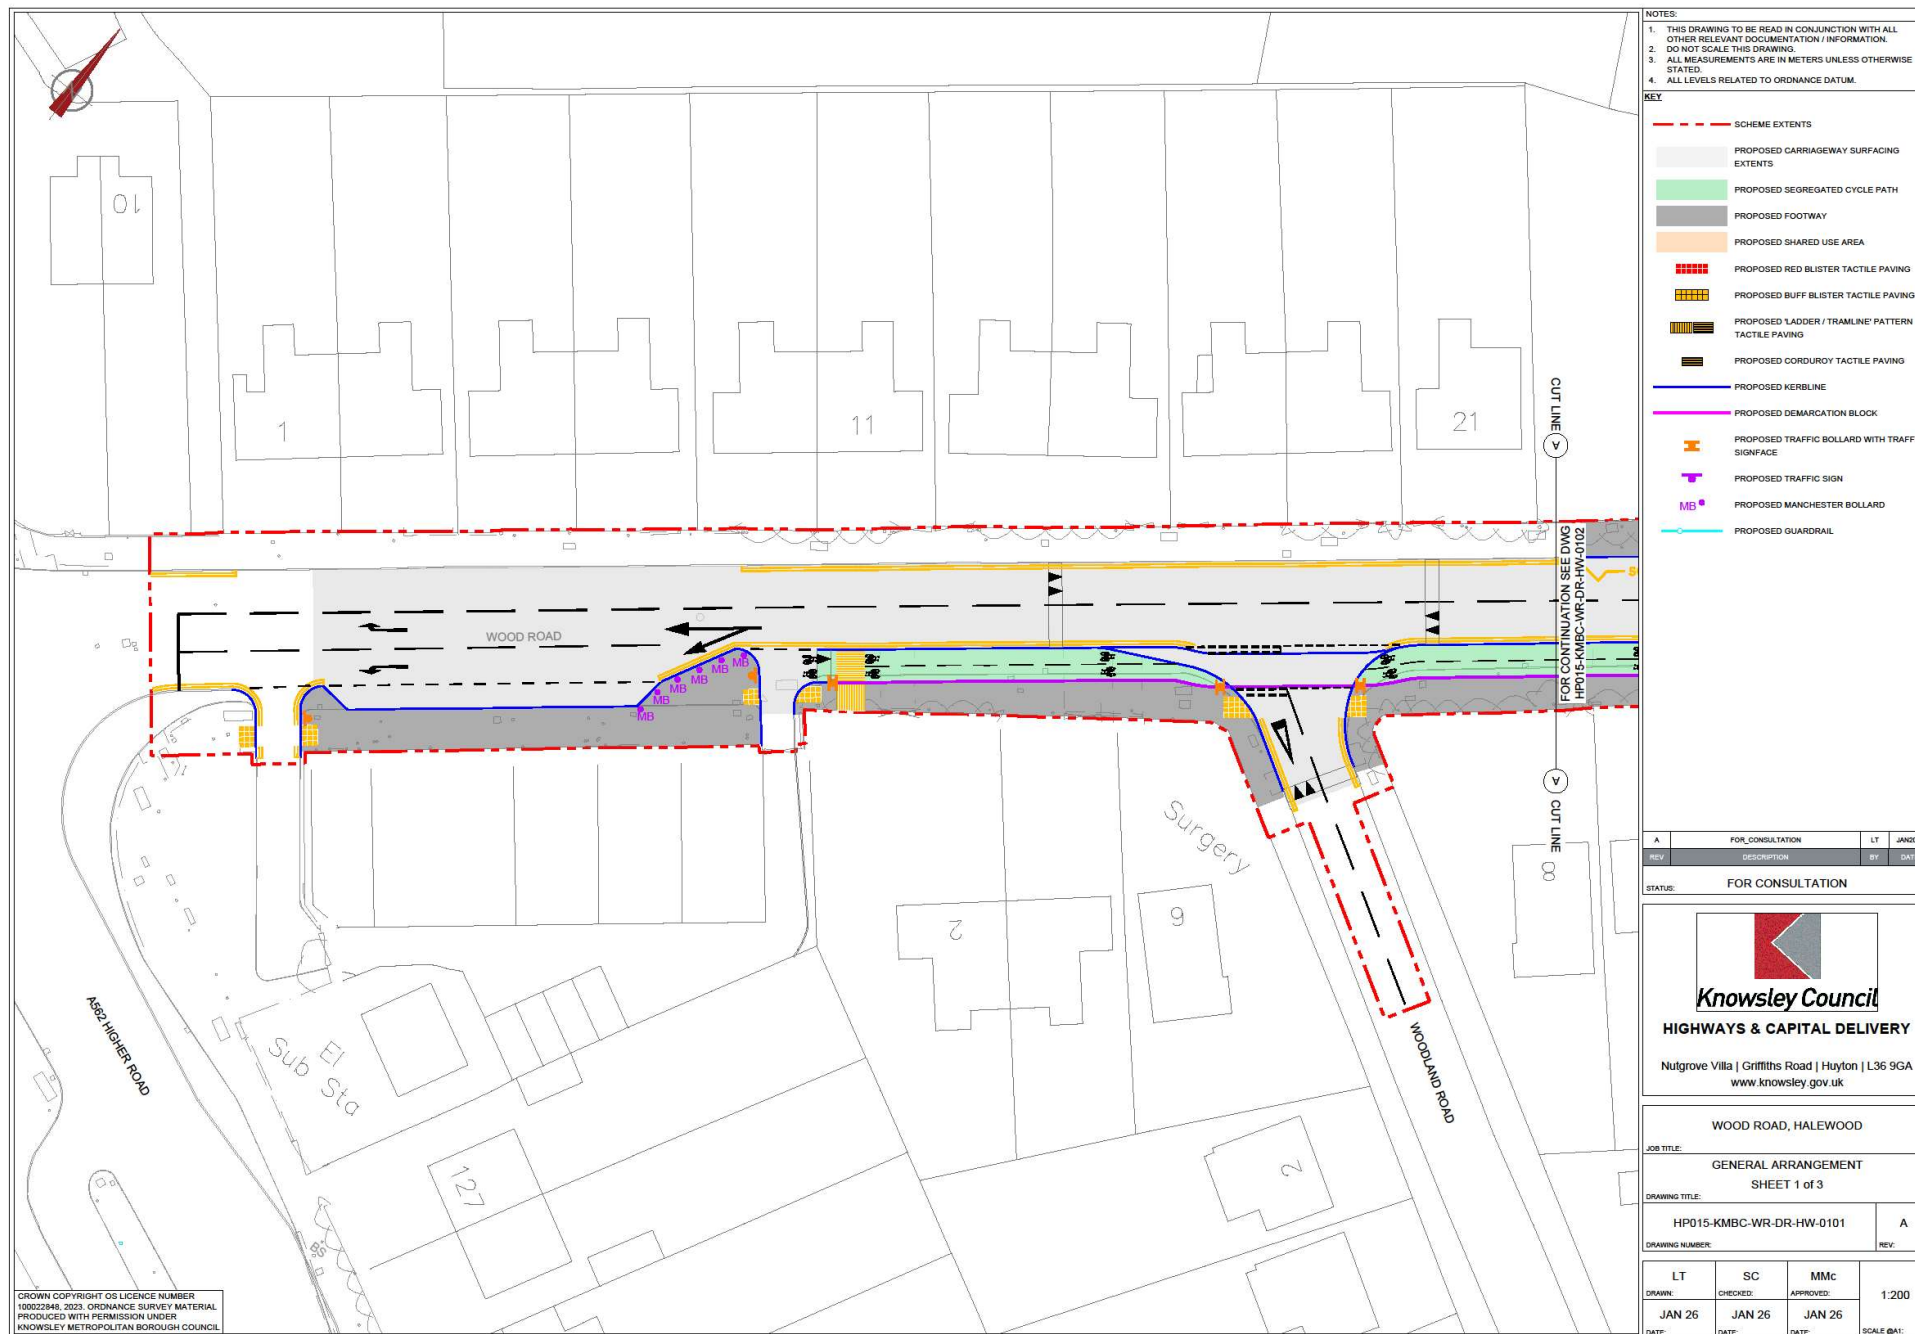 NOTES:
1. THIS DRAWING TO BE READ IN CONJUNCTION WITH ALL
OTHER RELEVANT DOCUMENTATION / INFORMATION.
2. DO NOT SCALE THIS DRAWING.
3. ALL MEASUREMENTS ARE IN METERS UNLESS OTHERWISE
STATED.
4. ALL LEVELS RELATED TO ORDNANCE DATUM.
KEY
SCHEME EXTENTS
PROPOSED CARRIAGEWAY SURFACING
EXTENTS
PROPOSED SEGREGATED CYCLE PATH
PROPOSED FOOTWAY
PROPOSED SHARED USE AREA
PROPOSED RED BLISTER TACTILE PAVING
PROPOSED BUFF BLISTER TACTILE PAVING
PROPOSED 'LADDER / TRAMLINE' PATTERN
TACTILE PAVING
PROPOSED CORDUROY TACTILE PAVING
PROPOSED KERBLINE
PROPOSED DEMARCATION BLOCK
PROPOSED TRAFFIC BOLLARD WITH TRAFF
SIGNFACE
PROPOSED TRAFFIC SIGN
MB PROPOSED MANCHESTER BOLLARD
PROPOSED GUARDRAIL
10
1
11
21
CUT LINE
A
FOR CONTINUATION SEE DWG
HP015-KMBC-WR-DR-HW-0102
A
CUT LINE
WOOD ROAD
MB
MB
MB
MB
MB
Surgery
2
6
8
El
Sub Sta
127
2
BS
A562 HIGHER ROAD
WOODLAND ROAD
A FOR_CONSULTATION LT JAN20
REV DESCRIPTION BY DAT
STATUS: FOR CONSULTATION
Knowsley Council
HIGHWAYS & CAPITAL DELIVERY
Nutgrove Villa | Griffiths Road | Huyton | L36 9GA
www.knowsley.gov.uk
WOOD ROAD, HALEWOOD
JOB TITLE:
GENERAL ARRANGEMENT
SHEET 1 of 3
DRAWING TITLE:
HP015-KMBC-WR-DR-HW-0101 A
DRAWING NUMBER: REV:
LT SC MMc
DRAWN: CHECKED: APPROVED:
1:200
JAN 26 JAN 26 JAN 26
DATE: DATE: DATE: SCALE @A1:
CROWN COPYRIGHT OS LICENCE NUMBER
100022848, 2023. ORDNANCE SURVEY MATERIAL
PRODUCED WITH PERMISSION UNDER
KNOWSLEY METROPOLITAN BOROUGH COUNCIL